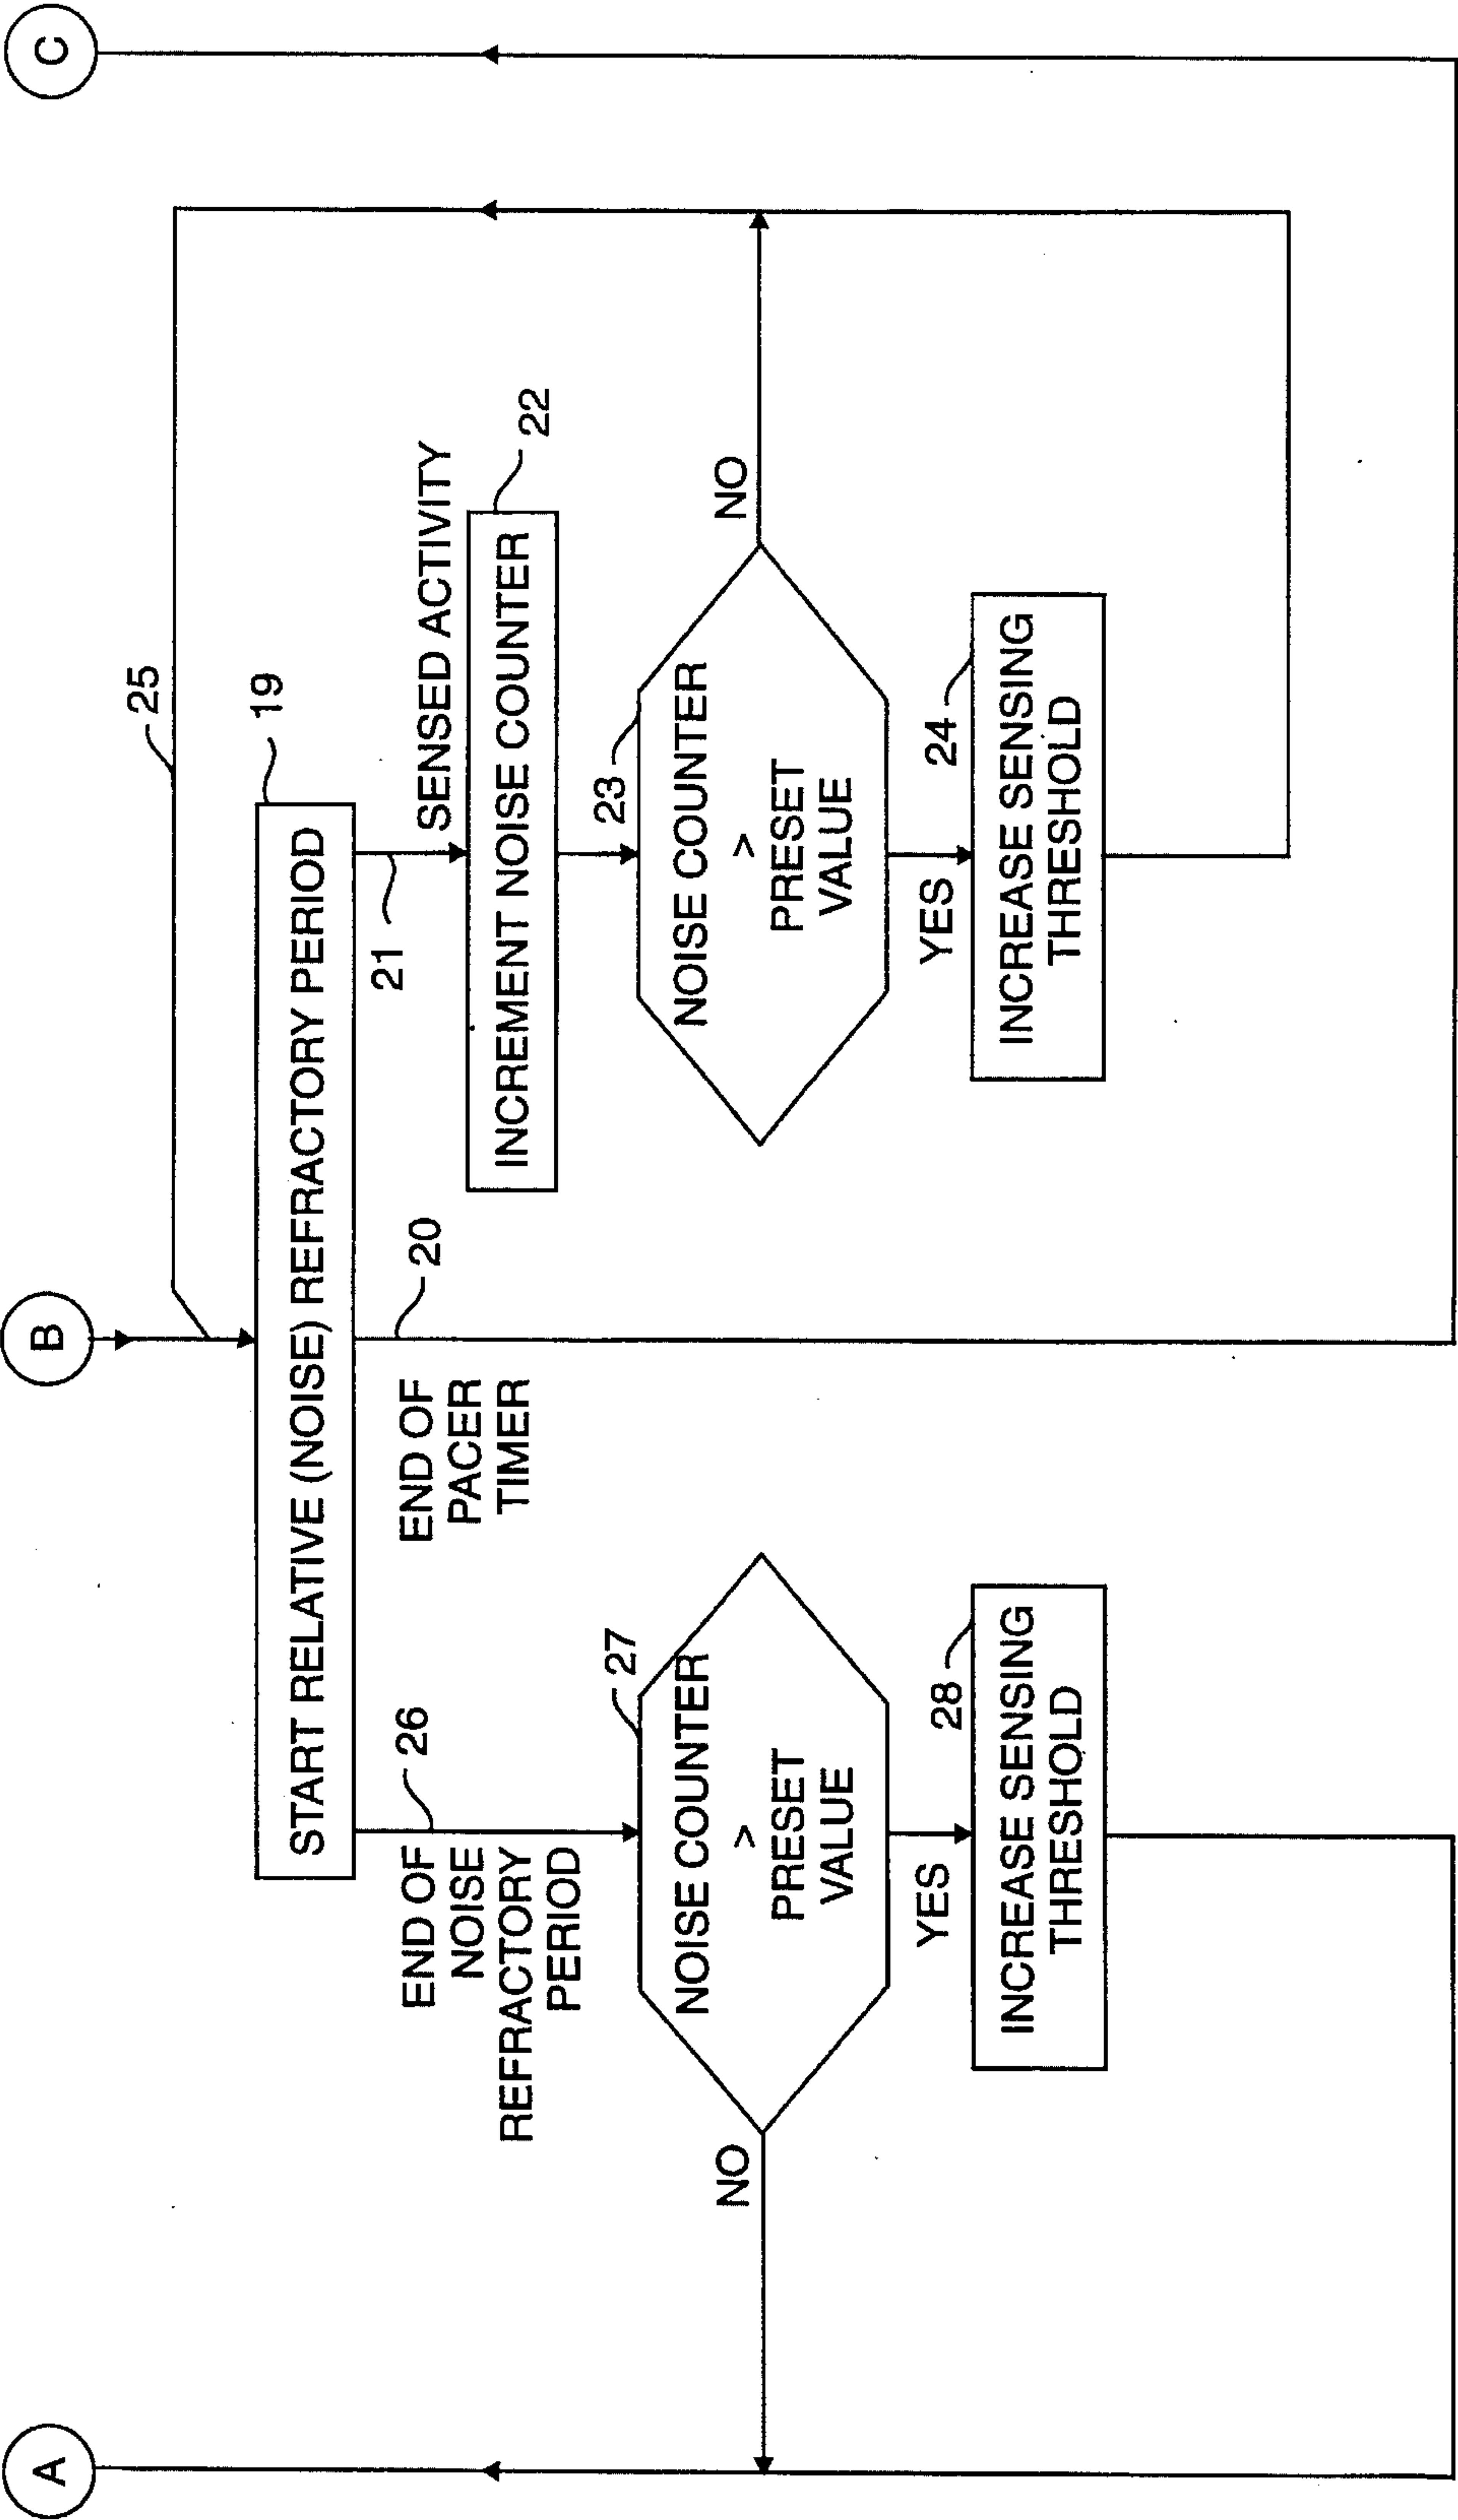 A
B
C
25
19
START RELATIVE (NOISE) REFRACTORY PERIOD
END OF
NOISE
REFRACTORY
PERIOD
26
27
NOISE COUNTER
>
PRESET
VALUE
NO
YES
28
INCREASE SENSING
THRESHOLD
END OF
PACER
TIMER
20
21
SENSED ACTIVITY
22
INCREMENT NOISE COUNTER
23
NOISE COUNTER
>
PRESET
VALUE
NO
YES
24
INCREASE SENSING
THRESHOLD